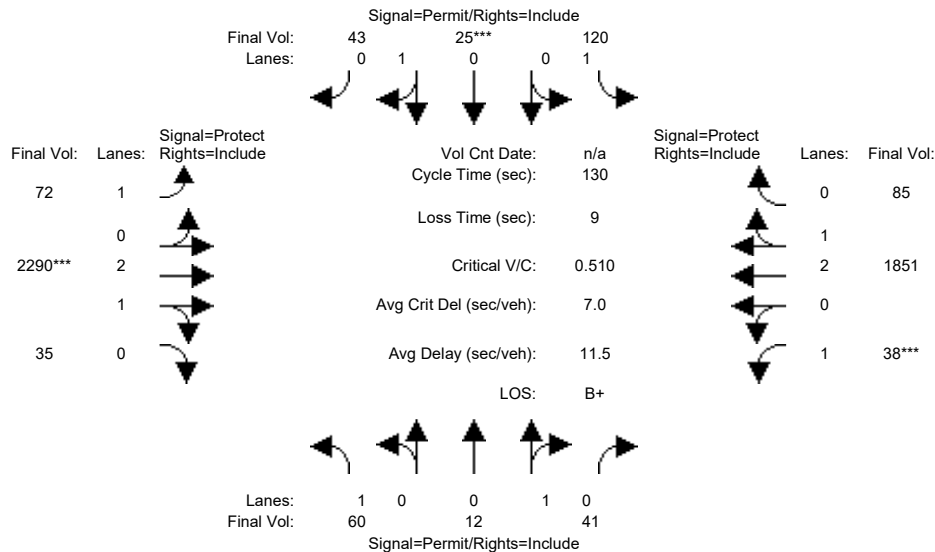 Signal=Permit/Rights=Include
Final Vol: 43 25*** 120
Lanes: 0 1 0 0 1
Signal=Protect
Final Vol: Lanes: Rights=Include
Vol Cnt Date: n/a
Signal=Protect
Rights=Include Lanes: Final Vol:
Cycle Time (sec): 130
72 1
0 85
Loss Time (sec): 9
0
1
2290*** 2
Critical V/C: 0.510
2 1851
1
Avg Crit Del (sec/veh): 7.0
0
35 0
Avg Delay (sec/veh): 11.5
1 38***
LOS: B+
Lanes: 1 0 0 1 0
Final Vol: 60 12 41
Signal=Permit/Rights=Include